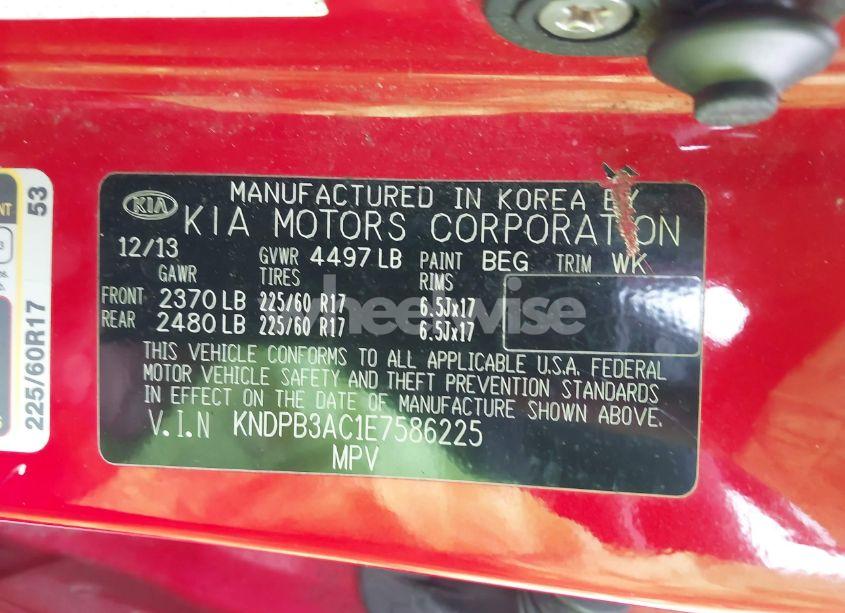 MANUFACTURED IN KOREA BY
KIA KIA MOTORS CORPORATION
12/13 GVWR 4497 LB PAINT BEG TRIM WK
GAWR TIRES RIMS
FRONT 2370 LB 225/60 R17 6.5Jx17
REAR 2480 LB 225/60 R17 6.5Jx17
THIS VEHICLE CONFORMS TO ALL APPLICABLE U.S.A. FEDERAL
MOTOR VEHICLE SAFETY AND THEFT PREVENTION STANDARDS
IN EFFECT ON THE DATE OF MANUFACTURE SHOWN ABOVE.
V.I.N KNDPB3AC1E7586225
MPV
225/60R17 53
wheelwise